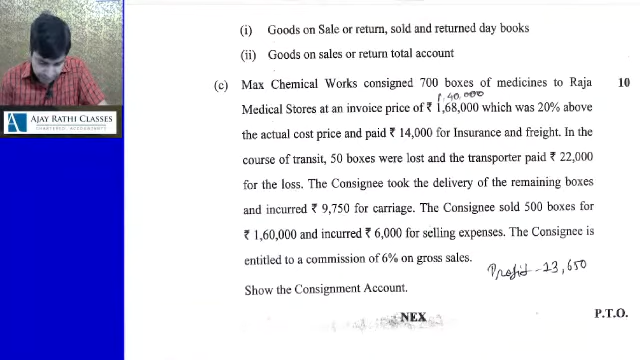 (i) Goods on Sale or return, sold and returned day books
(ii) Goods on sales or return total account
(c) Max Chemical Works consigned 700 boxes of medicines to Raja 10
1,40,000
Medical Stores at an invoice price of ₹ 1,68,000 which was 20% above
the actual cost price and paid ₹ 14,000 for Insurance and freight. In
the course of transit, 50 boxes were lost and the transporter paid ₹ 22,000
for the loss. The Consignee took the delivery of the remaining boxes
and incurred ₹ 9,750 for carriage. The Consignee sold 500 boxes for
₹ 1,60,000 and incurred ₹ 6,000 for selling expenses. The Consignee is
entitled to a commission of 6% on gross sales.
Profit - 23,650
Show the Consignment Account.
NEX
P.T.O.
A
AJAY RATHI CLASSES
CHARTERED ACCOUNTANTS